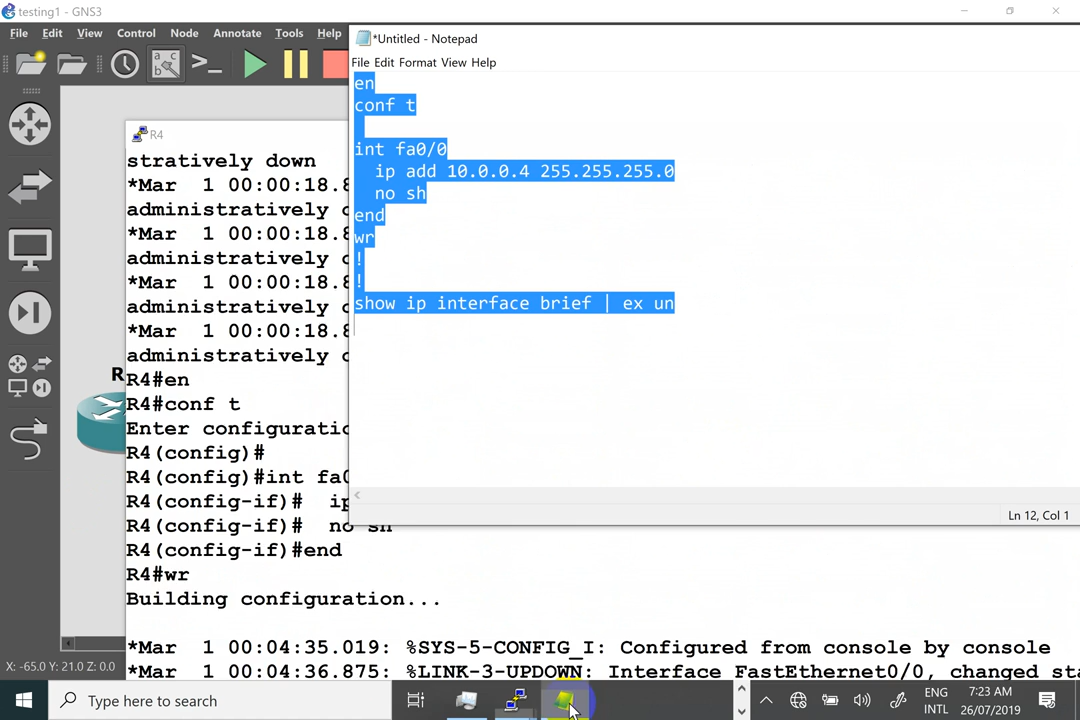 testing1 - GNS3
File Edit View Control Node Annotate Tools Help
*Untitled - Notepad
File Edit Format View Help
en
conf t
int fa0/0
ip add 10.0.0.4 255.255.255.0
no sh
end
wr
!
!
show ip interface brief | ex un
Ln 12, Col 1
R4
stratively down
*Mar 1 00:00:18.8
administratively
*Mar 1 00:00:18.8
administratively
*Mar 1 00:00:18.8
administratively
*Mar 1 00:00:18.8
administratively
R4#en
R4#conf t
Enter configuratio
R4(config)#
R4(config)#int fa0
R4(config-if)# ip
R4(config-if)# no sh
R4(config-if)#end
R4#wr
Building configuration...
*Mar 1 00:04:35.019: %SYS-5-CONFIG_I: Configured from console by console
*Mar 1 00:04:36.875: %LINK-3-UPDOWN: Interface FastEthernet0/0, changed sta
R
X: -65.0 Y: 21.0 Z: 0.0
Type here to search
ENG
INTL
7:23 AM
26/07/2019